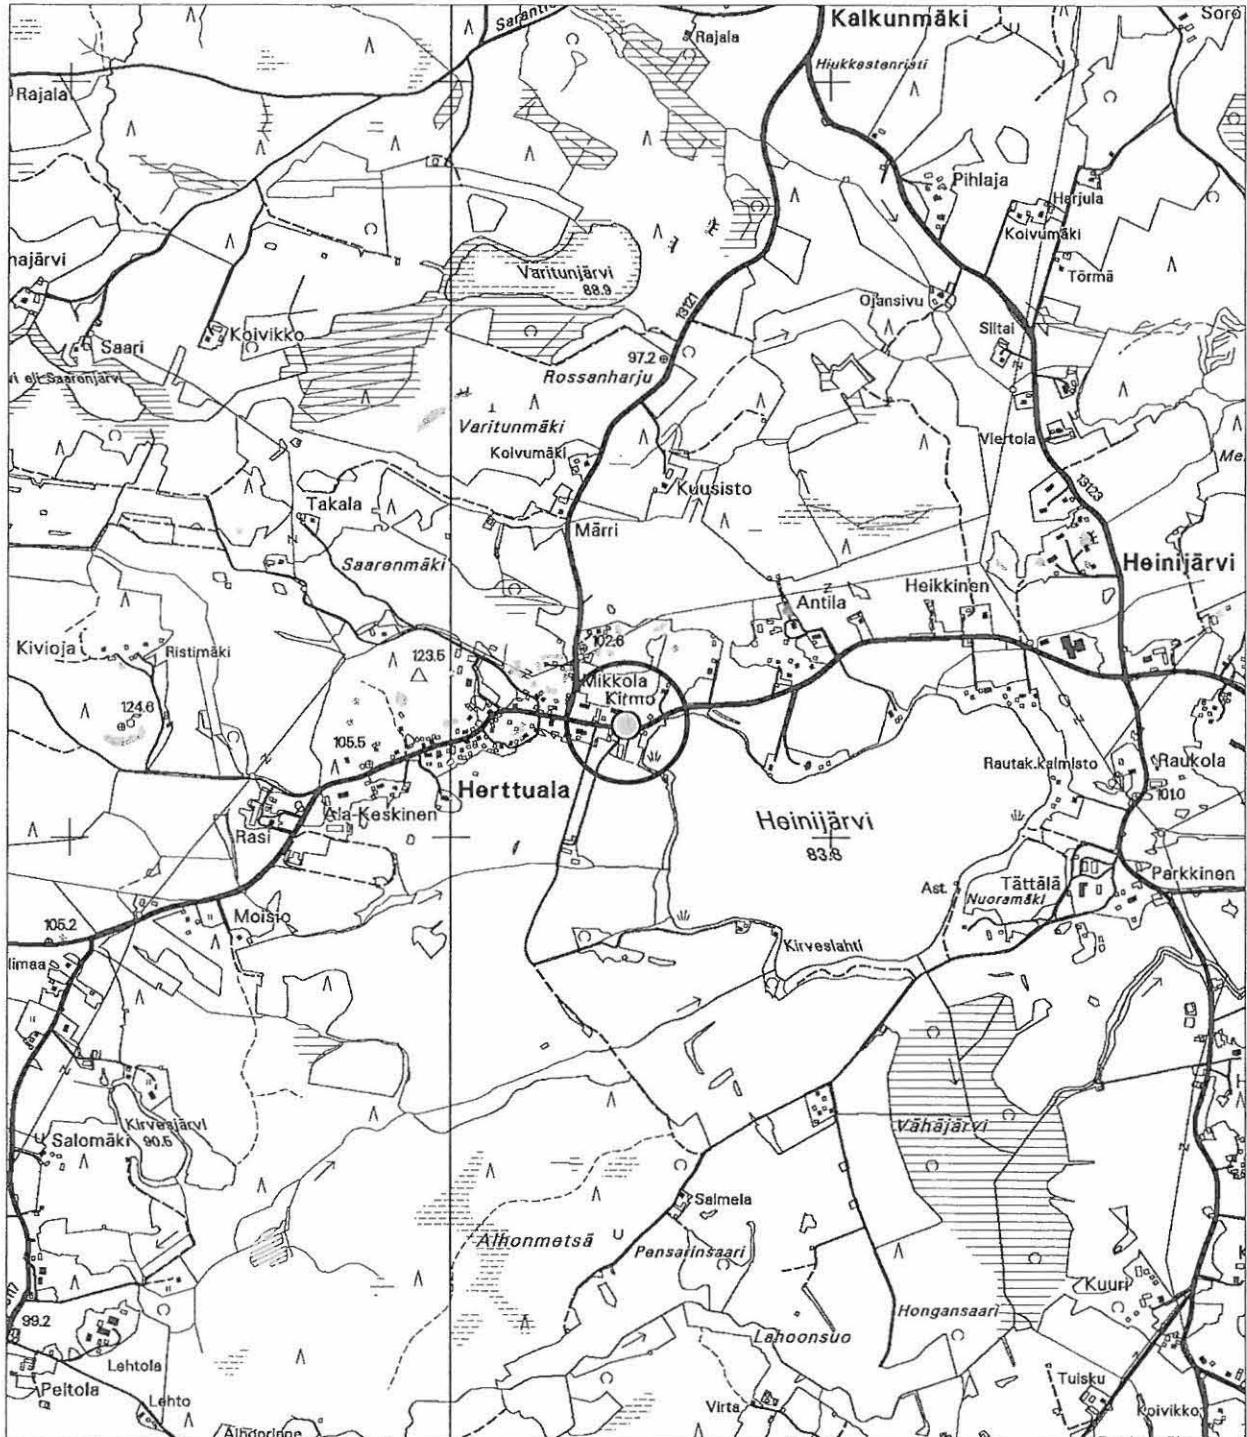 Kalkunmäki
Rajala
Hiukkastenristi
Rajala
Pihlaja
Harjula
Koivumäki
Törmä
Varitunjärvi
88.9
Ojansivu
13121
Siltai
Koivikko
Saari
97.2
Rossanharju
Varitunmäki
Viertola
Koivumäki
Kuusisto
13123
Takala
Märri
Saarenmäki
Heinijärvi
Heikkinen
Antila
Kivioja
Ristimäki
102.6
123.5
Mikkola
Kirmo
124.6
105.5
Rautak.kalmisto
Raukola
Herttuala
101.0
Ala-Keskinen
Heinijärvi
83.8
Rasi
Tättälä
Parkkinen
Ast.
Nuoramäki
Moisio
105.2
Kirveslahti
limaa
Kirvesjärvi
90.5
Vähäjärvi
Salomäki
Salmela
Alhonmetsä
Pensarinsaari
Kuuri
Hongansaari
99.2
Lahoonsuo
Lehtola
Peltola
Lehto
Tuisku
Virta
Koivikko